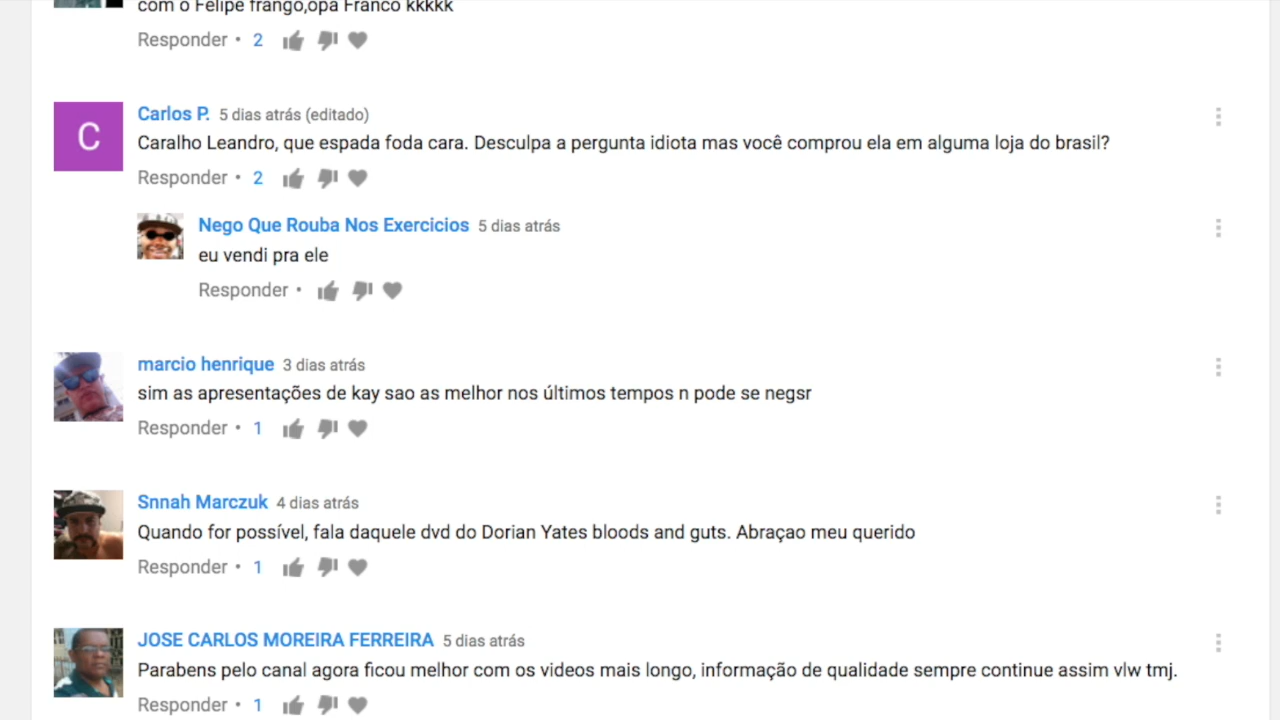 com o Felipe frango,opa Franco kkkkk
Responder • 2
C
Carlos P. 5 dias atrás (editado)
Caralho Leandro, que espada foda cara. Desculpa a pergunta idiota mas você comprou ela em alguma loja do brasil?
Responder • 2
Nego Que Rouba Nos Exercicios 5 dias atrás
eu vendi pra ele
Responder •
marcio henrique 3 dias atrás
sim as apresentações de kay sao as melhor nos últimos tempos n pode se negsr
Responder • 1
Snnah Marczuk 4 dias atrás
Quando for possível, fala daquele dvd do Dorian Yates bloods and guts. Abraçao meu querido
Responder • 1
JOSE CARLOS MOREIRA FERREIRA 5 dias atrás
Parabens pelo canal agora ficou melhor com os videos mais longo, informação de qualidade sempre continue assim vlw tmj.
Responder • 1